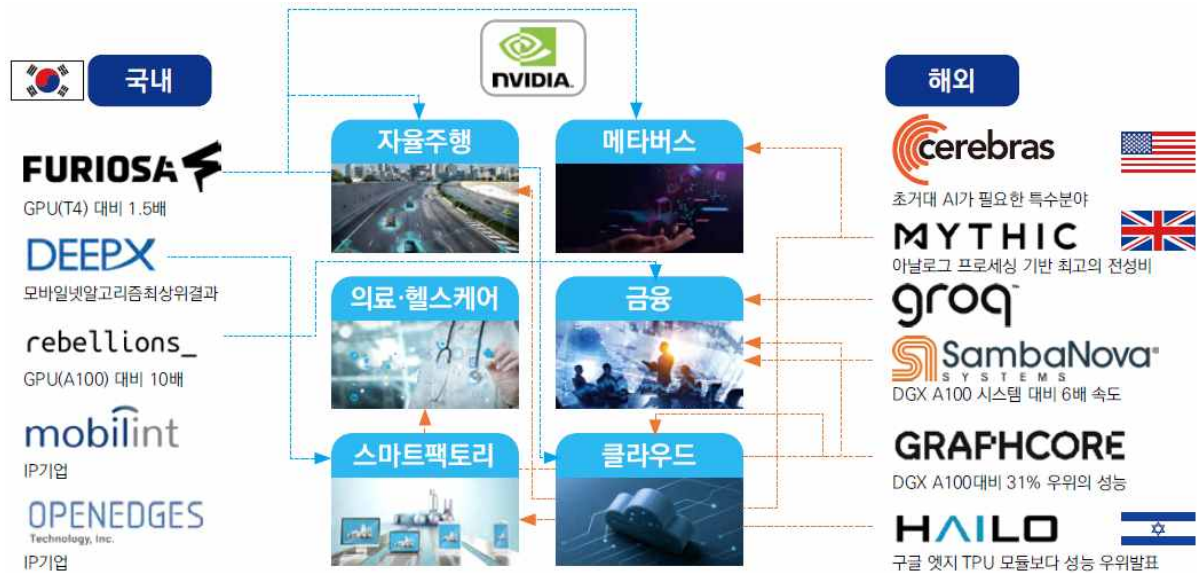 NVIDIA.
국내
해외
FURIOSA
GPU(T4) 대비 1.5배
DEEPX
모바일넷알고리즘최상위결과
rebellions_
GPU(A100) 대비 10배
mobilint
IP기업
OPENEDGES
Technology, Inc.
IP기업
자율주행
메타버스
의료·헬스케어
금융
스마트팩토리
클라우드
cerebras
초거대 AI가 필요한 특수분야
MYTHIC
아날로그 프로세싱 기반 최고의 전성비
groq™
SambaNova®
SYSTEMS
DGX A100 시스템 대비 6배 속도
GRAPHCORE
DGX A100대비 31% 우위의 성능
HAILO
구글 엣지 TPU 모듈보다 성능 우위발표